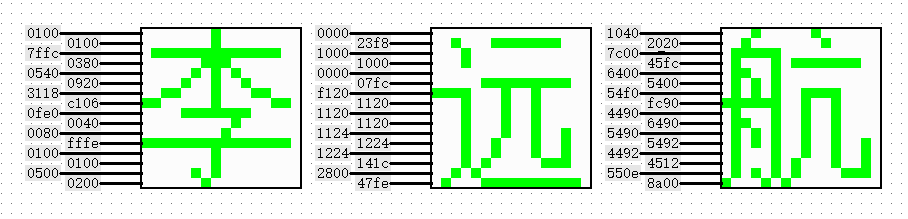 0100 0000 1040
0100 23f8 2020
7ffc 1000 7c00
0380 1000 45fc
0540 0000 6400
0920 07fc 5400
3118 f120 54f0
c106 1120 fc90
0fe0 1120 4490
0040 1120 6490
0080 1124 5490
fffe 1224 5492
0100 1224 4492
0100 141c 4512
0500 2800 550e
0200 47fe 8a00
李远航